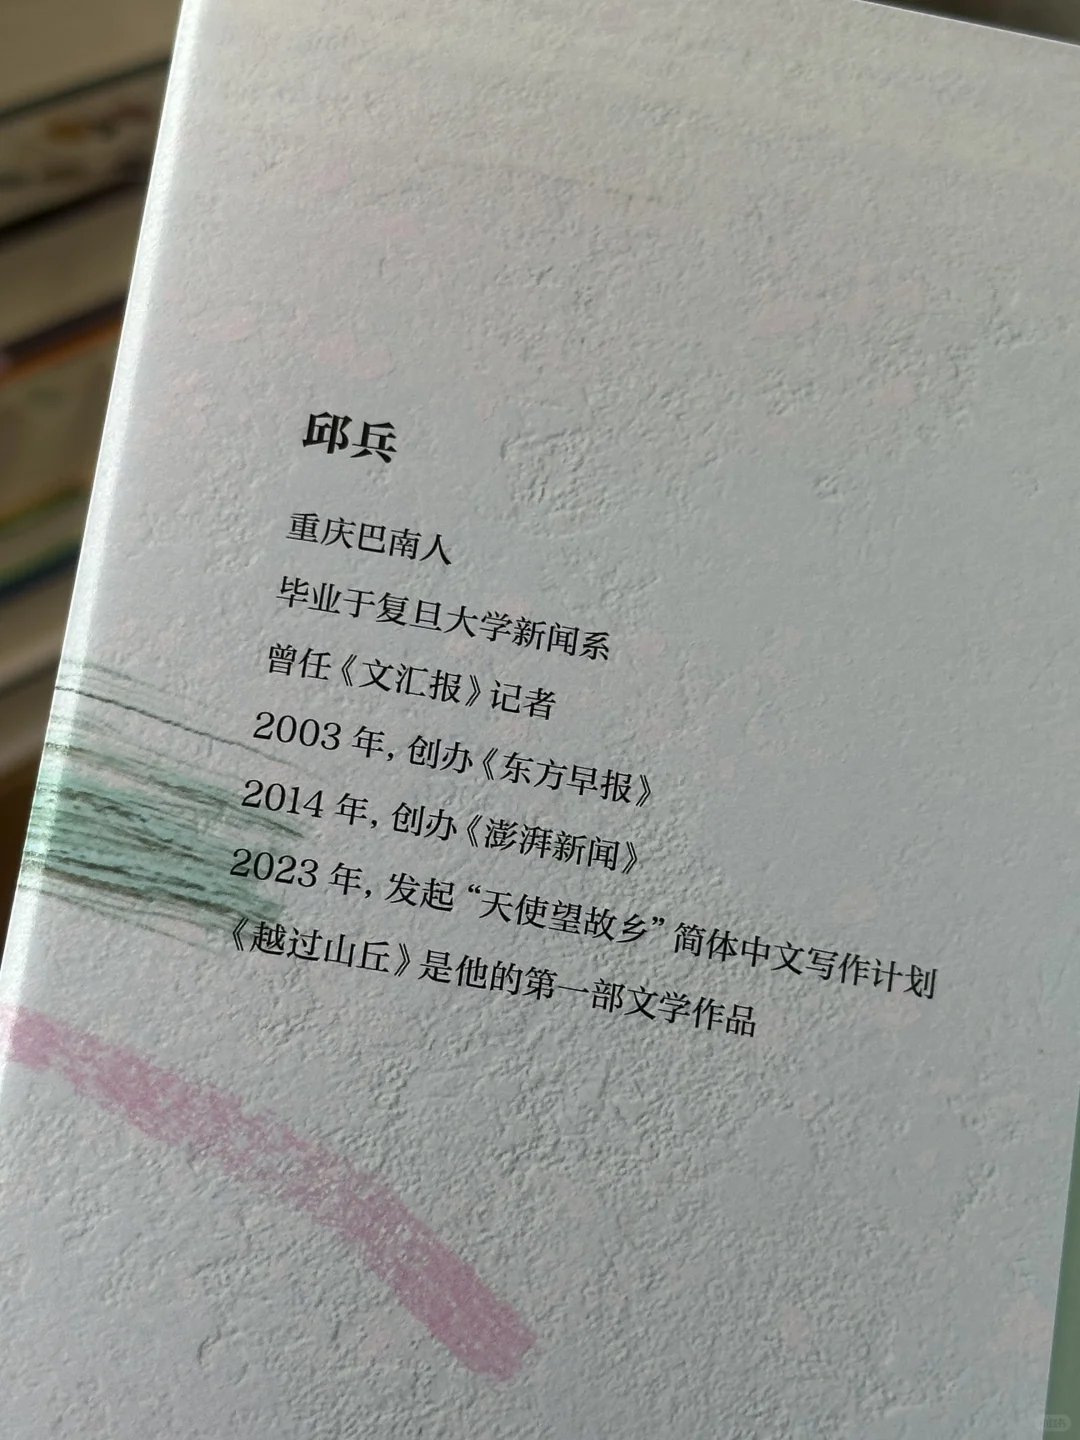 邱兵
重庆巴南人
毕业于复旦大学新闻系
曾任《文汇报》记者
2003 年，创办《东方早报》
2014 年，创办《澎湃新闻》
2023 年，发起“天使望故乡”简体中文写作计划
《越过山丘》是他的第一部文学作品